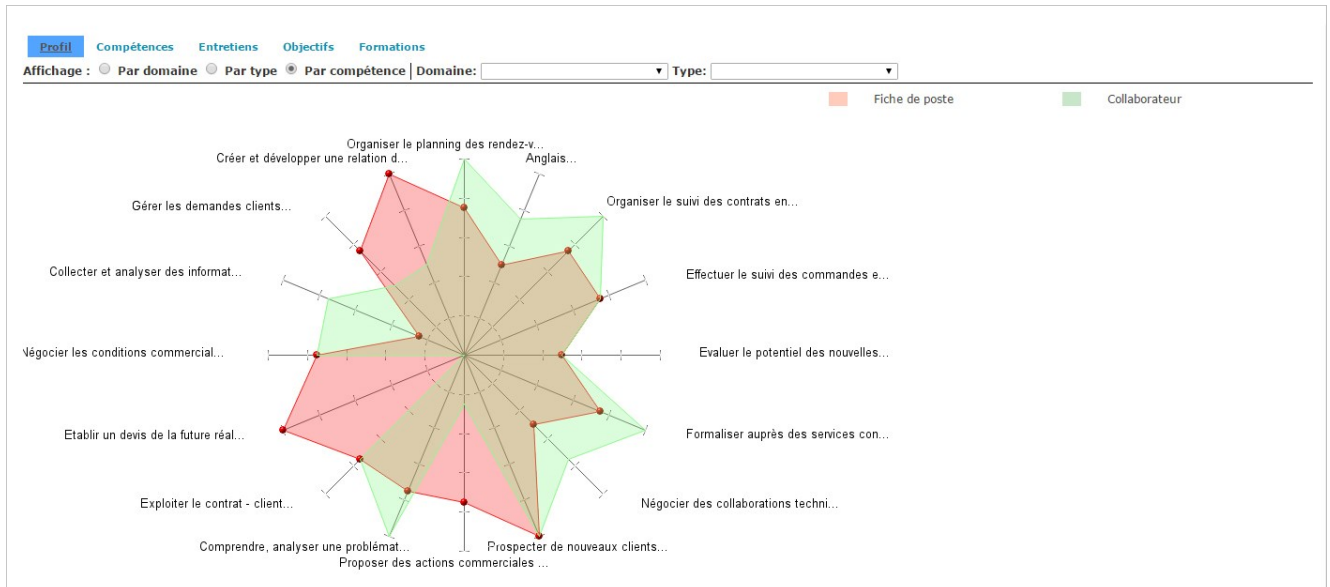 Profil Compétences Entretiens Objectifs Formations
Affichage : Par domaine Par type Par compétence | Domaine: Type:
Fiche de poste Collaborateur
Organiser le planning des rendez-v...
Créer et développer une relation d...
Anglais...
Gérer les demandes clients...
Organiser le suivi des contrats en...
Collecter et analyser des informat...
Effectuer le suivi des commandes e...
Négocier les conditions commercial...
Evaluer le potentiel des nouvelles...
Etablir un devis de la future réal...
Formaliser auprès des services con...
Exploiter le contrat - client...
Négocier des collaborations techni...
Comprendre, analyser une problémat...
Prospecter de nouveaux clients...
Proposer des actions commerciales ...